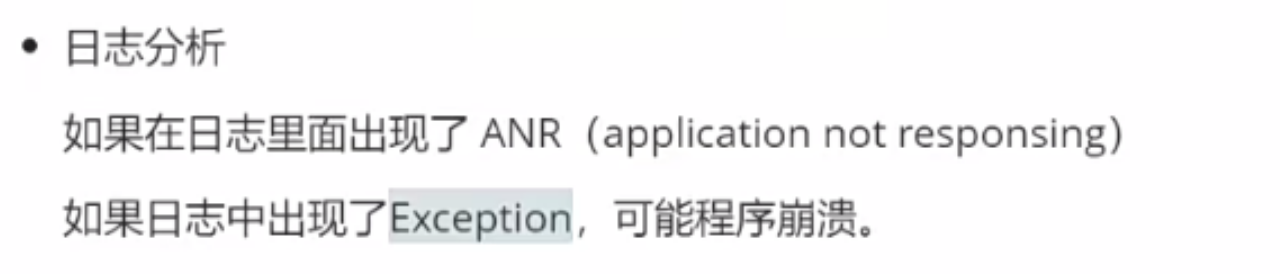 • 日志分析
如果在日志里面出现了 ANR（application not responsing）
如果日志中出现了Exception，可能程序崩溃。